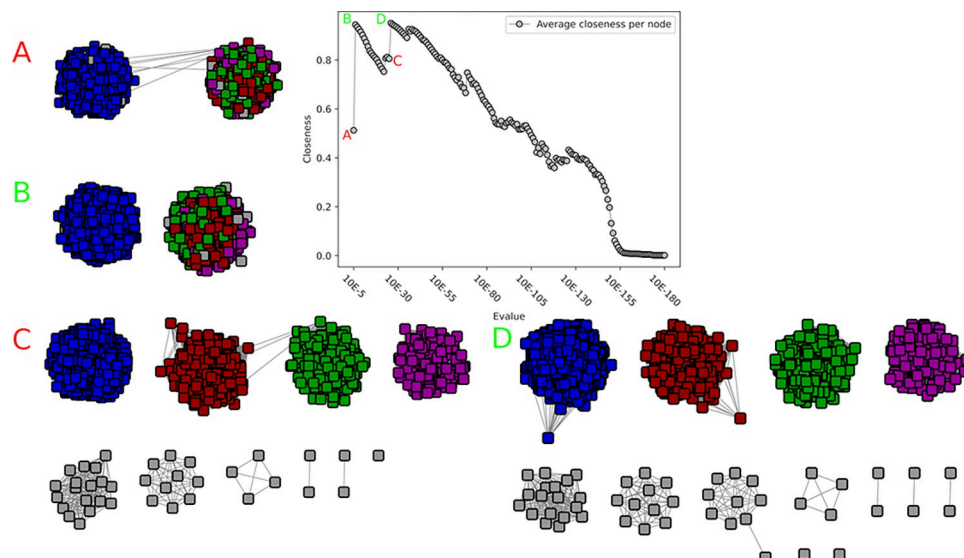 A
B
C
D
B
D
C
A
Average closeness per node
Closeness
0.8
0.6
0.4
0.2
0.0
10E-5
10E-30
10E-55
10E-80
10E-105
10E-130
10E-155
10E-180
Evalue